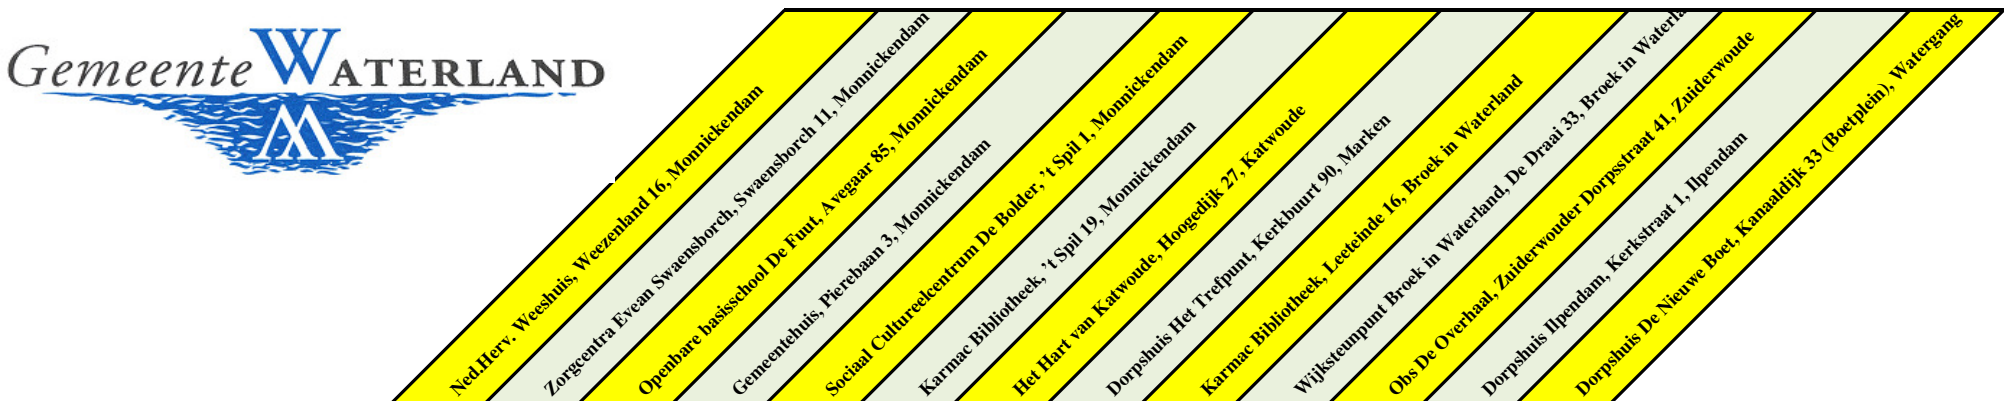 Gemeente WATERLAND
Ned.Herv. Weeshuis, Weezenland 16, Monnickendam
Zorgcentra Evean Swaensborch, Swaensborch 11, Monnickendam
Openbare basisschool De Fuut, Avegaar 85, Monnickendam
Gemeentehuis, Pierebaan 3, Monnickendam
Sociaal Cultureelcentrum De Bolder, ’t Spil 1, Monnickendam
Karmac Bibliotheek, ’t Spil 19, Monnickendam
Het Hart van Katwoude, Hoogedijk 27, Katwoude
Dorpshuis Het Trefpunt, Kerkbuurt 90, Marken
Karmac Bibliotheek, Leeteinde 16, Broek in Waterland
Wijksteunpunt Broek in Waterland, De Draai 33, Broek in Waterla
Obs De Overhaal, Zuiderwouder Dorpsstraat 41, Zuiderwoude
Dorpshuis Ilpendam, Kerkstraat 1, Ilpendam
Dorpshuis De Nieuwe Boet, Kanaaldijk 33 (Boetplein), Watergang